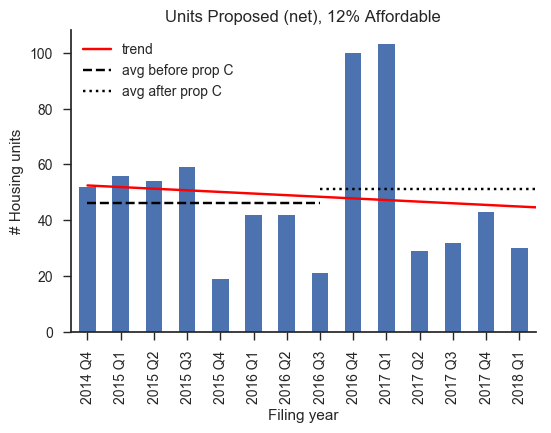 Units Proposed (net), 12% Affordable
trend
avg before prop C
avg after prop C
# Housing units
100
80
60
40
20
0
2014 Q4
2015 Q1
2015 Q2
2015 Q3
2015 Q4
2016 Q1
2016 Q2
2016 Q3
2016 Q4
2017 Q1
2017 Q2
2017 Q3
2017 Q4
2018 Q1
Filing year